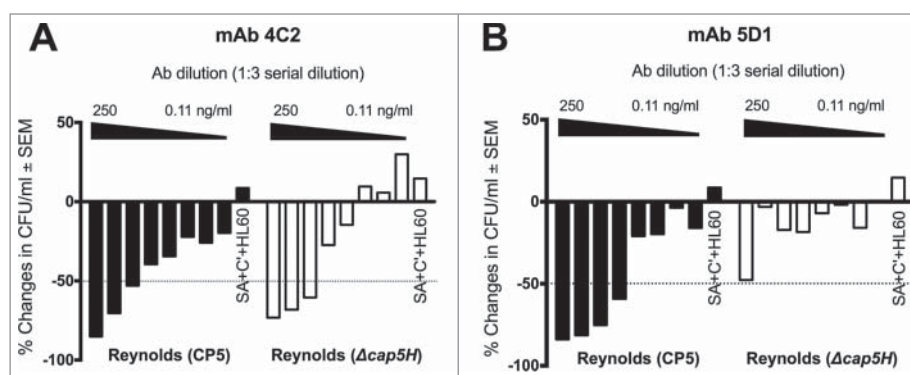 A
mAb 4C2
Ab dilution (1:3 serial dilution)
250 0.11 ng/ml 250 0.11 ng/ml
% Changes in CFU/ml ± SEM
50
0
-50
-100
SA+C'+HL60
SA+C'+HL60
Reynolds (CP5) Reynolds (Δcap5H)
B
mAb 5D1
Ab dilution (1:3 serial dilution)
250 0.11 ng/ml 250 0.11 ng/ml
% Changes in CFU/ml ± SEM
50
0
-50
-100
SA+C'+HL60
SA+C'+HL60
Reynolds (CP5) Reynolds (Δcap5H)